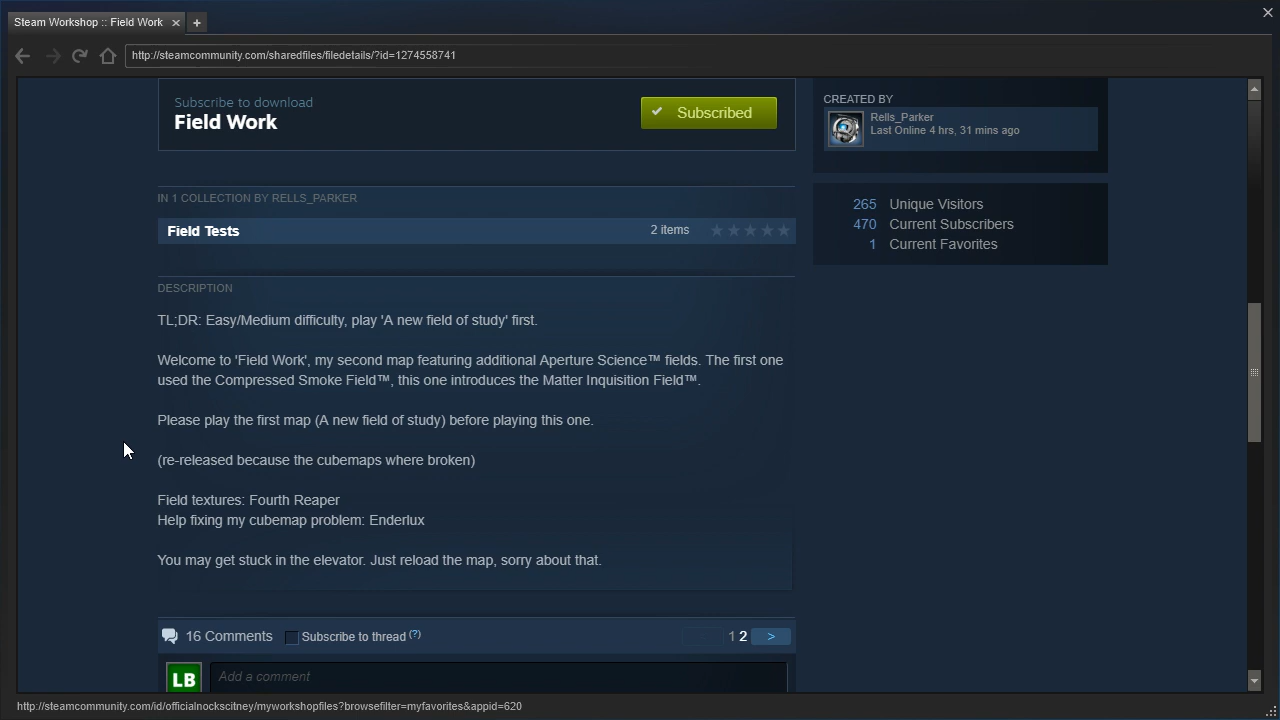 Steam Workshop :: Field Work
http://steamcommunity.com/sharedfiles/filedetails/?id=1274558741
Subscribe to download
Field Work
Subscribed
CREATED BY
Rells_Parker
Last Online 4 hrs, 31 mins ago
265 Unique Visitors
470 Current Subscribers
1 Current Favorites
IN 1 COLLECTION BY RELLS_PARKER
Field Tests 2 items
DESCRIPTION
TL;DR: Easy/Medium difficulty, play 'A new field of study' first.
Welcome to 'Field Work', my second map featuring additional Aperture Science™ fields. The first one
used the Compressed Smoke Field™, this one introduces the Matter Inquisition Field™.
Please play the first map (A new field of study) before playing this one.
(re-released because the cubemaps where broken)
Field textures: Fourth Reaper
Help fixing my cubemap problem: Enderlux
You may get stuck in the elevator. Just reload the map, sorry about that.
16 Comments Subscribe to thread (?) 1 2 >
LB Add a comment
http://steamcommunity.com/id/officialnockscitney/myworkshopfiles?browsefilter=myfavorites&appid=620